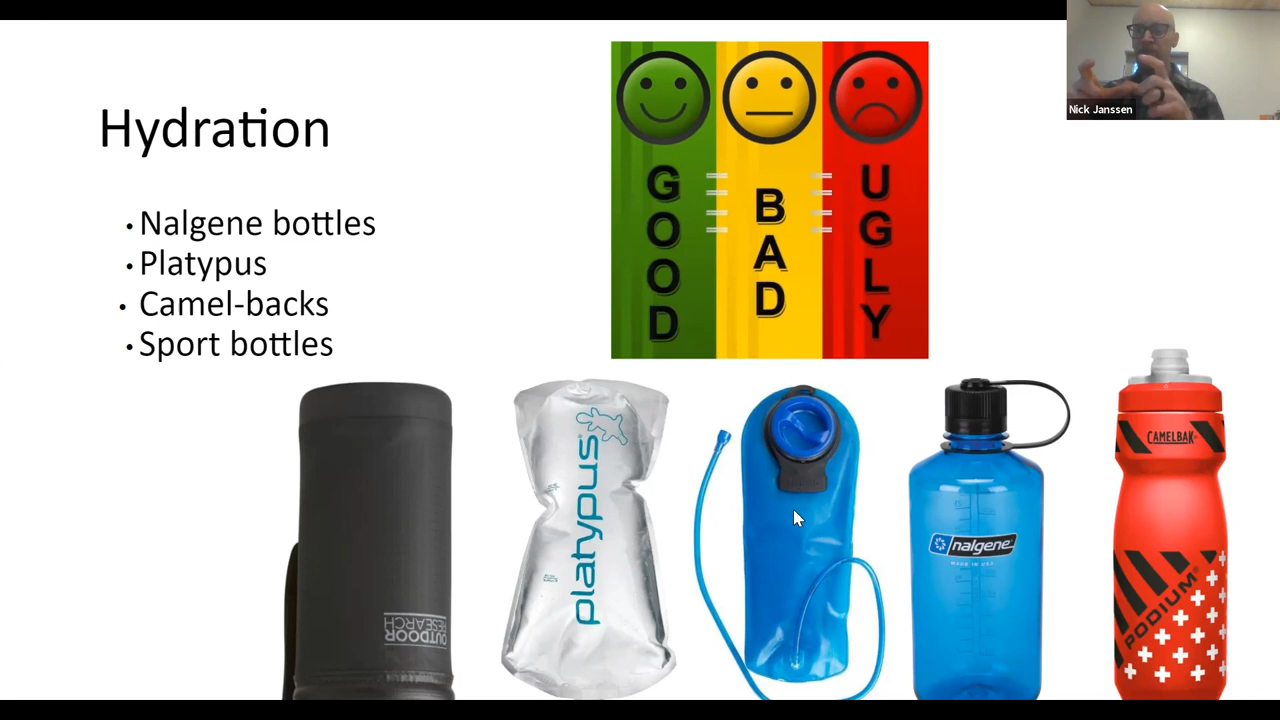 Hydration
• Nalgene bottles
• Platypus
• Camel-backs
• Sport bottles
GOOD
BAD
UGLY
Nick Janssen
OUTDOOR
RESEARCH
platypus®
nalgene®
MADE IN USA
CAMELBAK®
PODIUM®